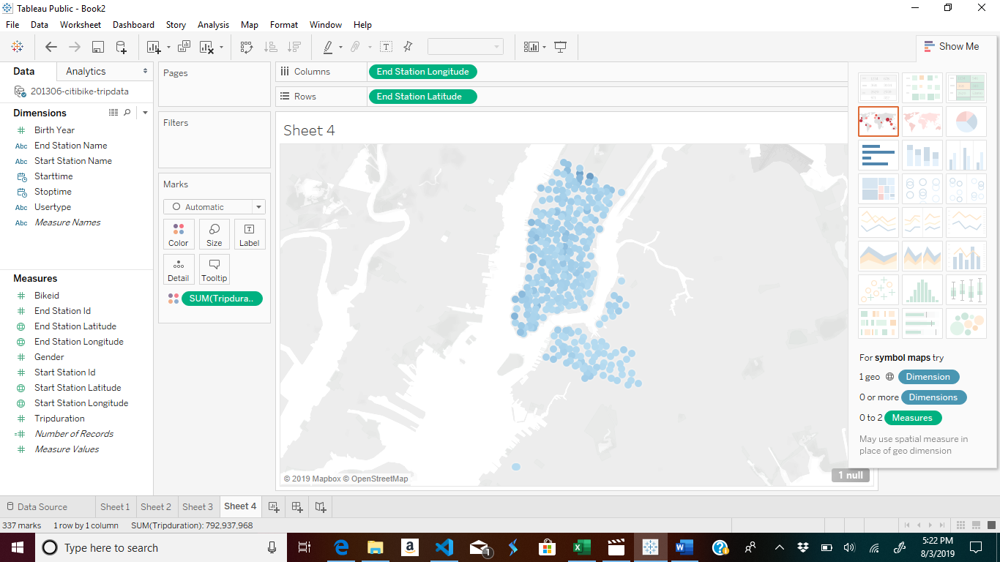 Tableau Public - Book2
File Data Worksheet Dashboard Story Analysis Map Format Window Help
Show Me
Data Analytics
201306-citibike-tripdata
Dimensions
Birth Year
Abc End Station Name
Abc Start Station Name
Starttime
Stoptime
Abc Usertype
Abc Measure Names
Measures
Bikeid
End Station Id
End Station Latitude
End Station Longitude
Gender
Start Station Id
Start Station Latitude
Start Station Longitude
Tripduration
Number of Records
Measure Values
Pages
Filters
Marks
Automatic
Color Size Label
Detail Tooltip
SUM(Tripdura..
Columns End Station Longitude
Rows End Station Latitude
Sheet 4
© 2019 Mapbox © OpenStreetMap
1 null
For symbol maps try
1 geo Dimension
0 or more Dimensions
0 to 2 Measures
May use spatial measure in
place of geo dimension
Data Source Sheet 1 Sheet 2 Sheet 3 Sheet 4
337 marks 1 row by 1 column SUM(Tripduration): 792,937,968
Type here to search
1
5:22 PM
8/3/2019